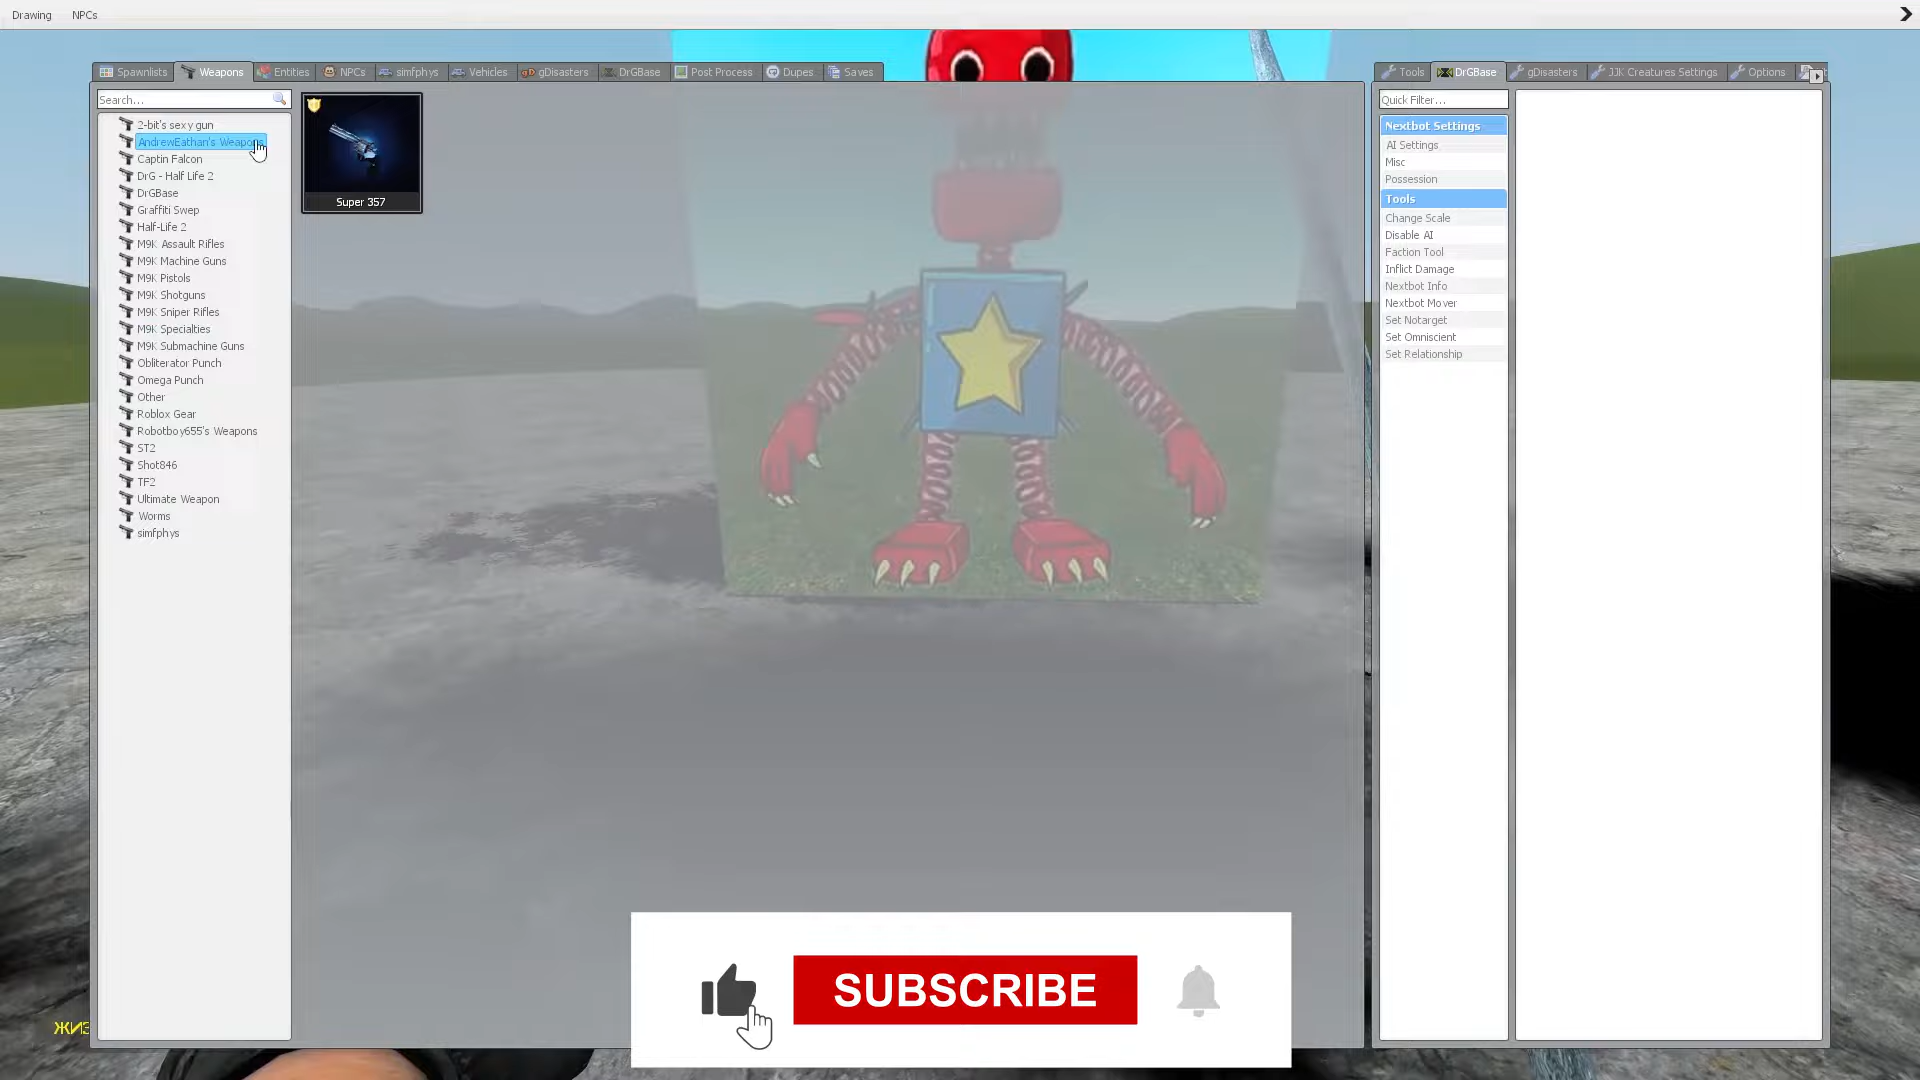 Drawing NPCs
Spawnlists Weapons Entities NPCs simfphys Vehicles gDisasters DrGBase Post Process Dupes Saves
Tools DrGBase gDisasters JJK Creatures Settings Options
Search...
2-bit's sexy gun
AndrewEathan's Weapons
Captin Falcon
DrG - Half Life 2
DrGBase
Graffiti Swep
Half-Life 2
M9K Assault Rifles
M9K Machine Guns
M9K Pistols
M9K Shotguns
M9K Sniper Rifles
M9K Specialties
M9K Submachine Guns
Obliterator Punch
Omega Punch
Other
Roblox Gear
Robotboy655's Weapons
ST2
Shot846
TF2
Ultimate Weapon
Worms
simfphys
Super 357
Quick Filter...
Nextbot Settings
AI Settings
Misc
Possession
Tools
Change Scale
Disable AI
Faction Tool
Inflict Damage
Nextbot Info
Nextbot Mover
Set Notarget
Set Omniscient
Set Relationship
SUBSCRIBE